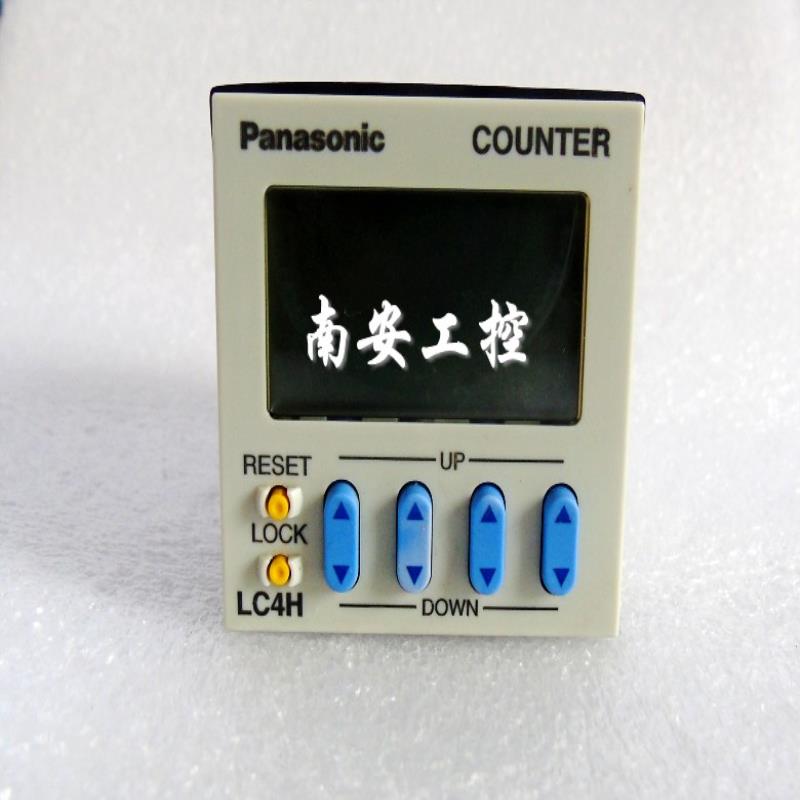 Panasonic COUNTER
南安工控
RESET
UP
LOCK
LC4H
DOWN